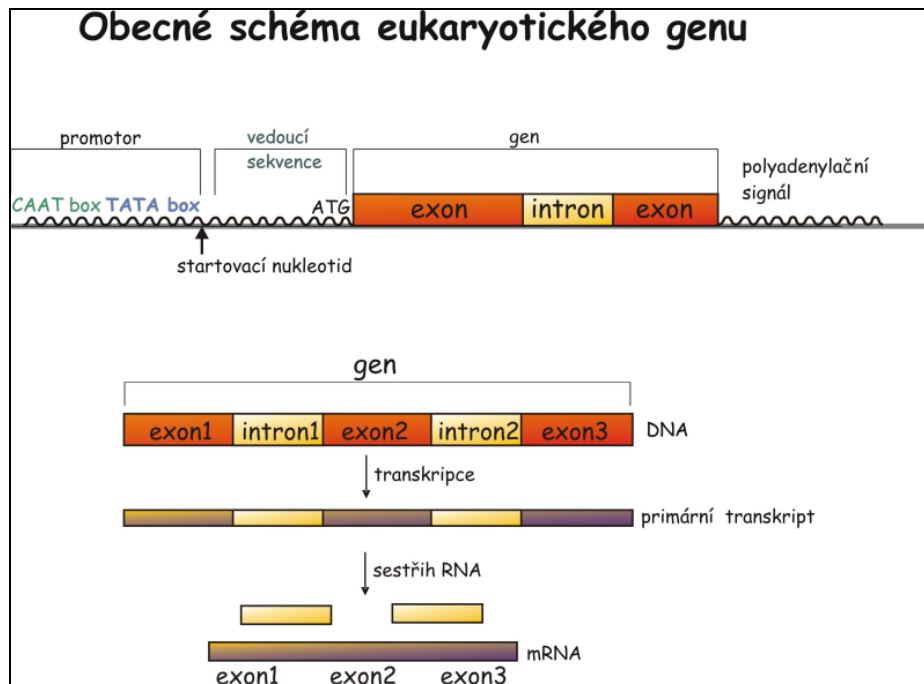 Obecné schéma eukaryotického genu
promotor
vedoucí
sekvence
gen
polyadenylační
signál
CAAT box TATA box
ATG
exon
intron
exon
startovací nukleotid
gen
exon1
intron1
exon2
intron2
exon3
DNA
transkripce
primární transkript
sestřih RNA
mRNA
exon1
exon2
exon3